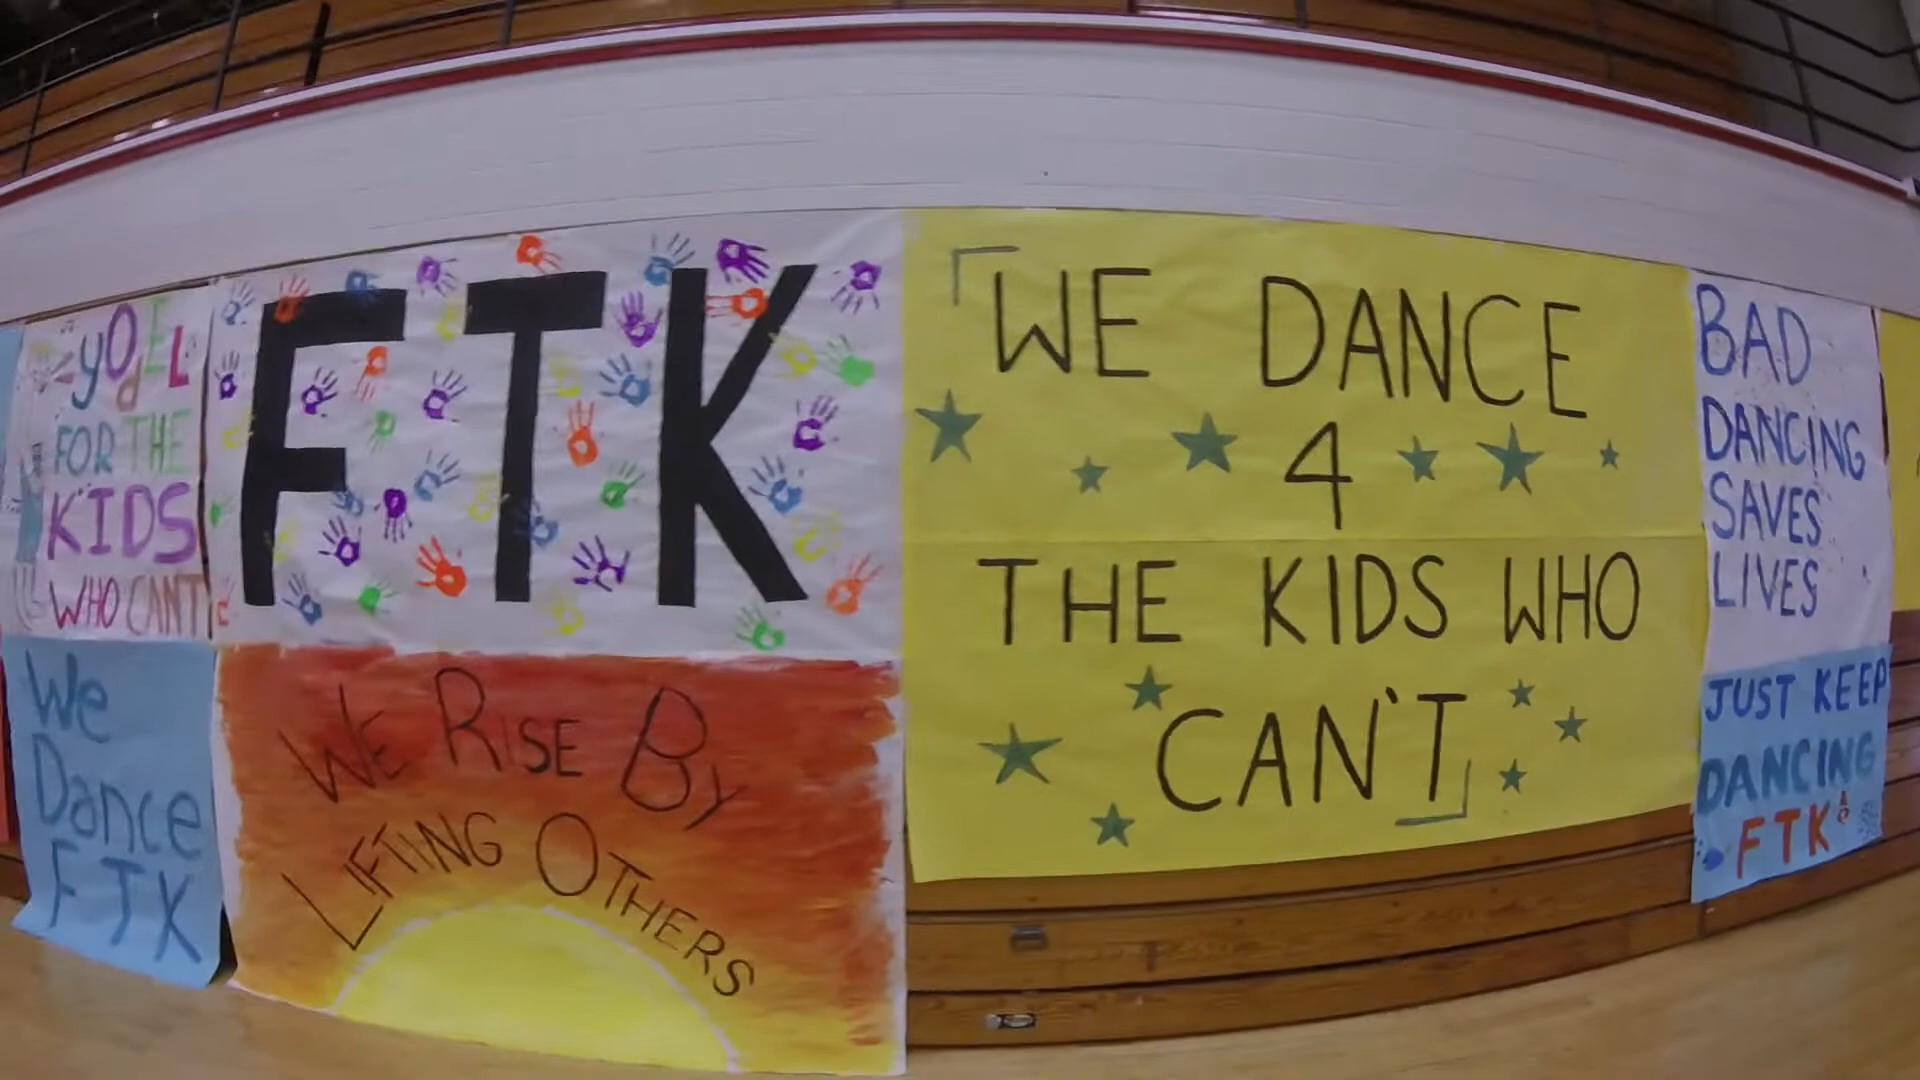 YODEL
FOR THE
KIDS
WHO CAN'T
We
Dance
FTK
FTK
WE RISE BY
LIFTING OTHERS
「WE DANCE
4
THE KIDS WHO
CAN'T」
BAD
DANCING
SAVES
LIVES
JUST KEEP
DANCING
FTK